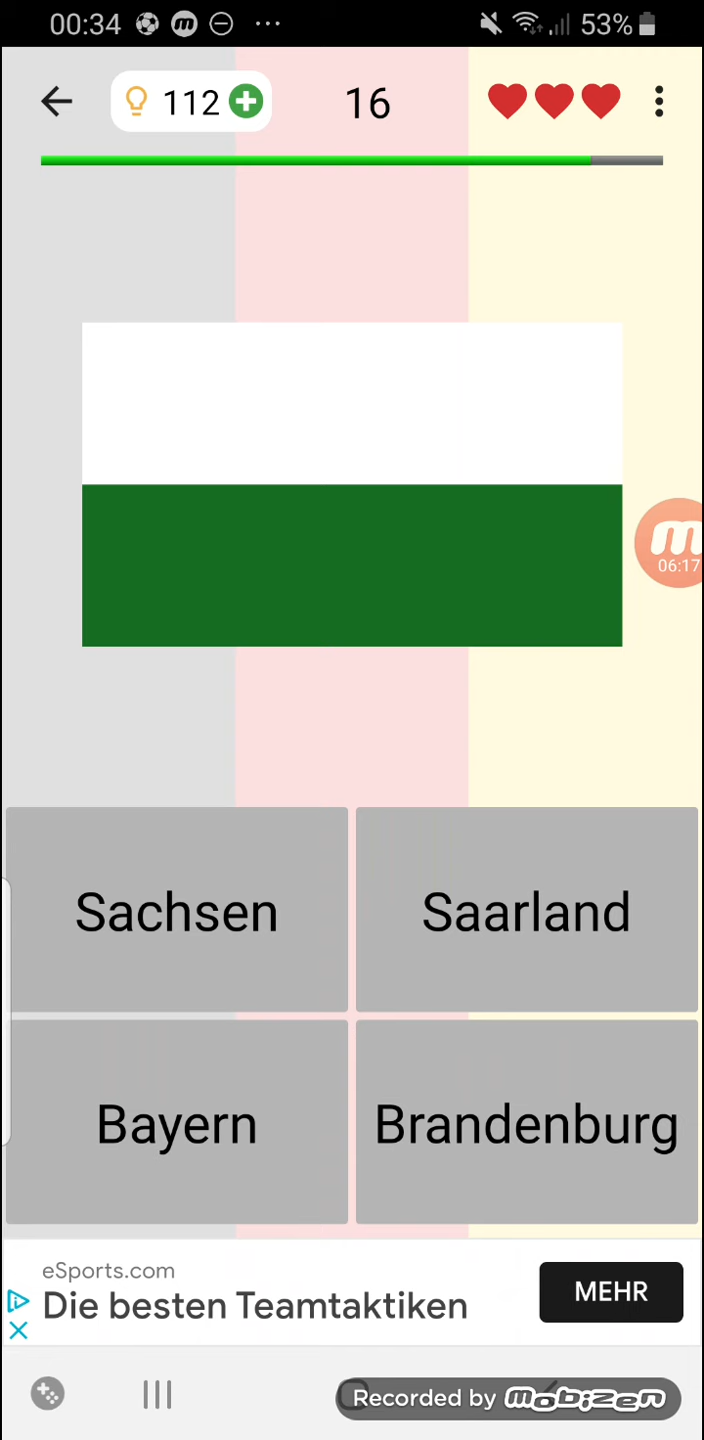 00:34 m ... 53%
112 16
m
06:17
Sachsen Saarland
Bayern Brandenburg
eSports.com
Die besten Teamtaktiken
MEHR
Recorded by mobizen